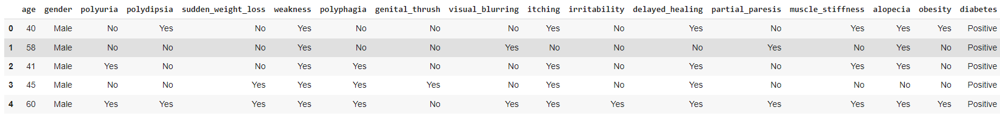 age gender polyuria polydipsia sudden_weight_loss weakness polyphagia genital_thrush visual_blurring itching irritability delayed_healing partial_paresis muscle_stiffness alopecia obesity diabetes
0 40 Male No Yes No Yes No No No Yes No Yes No Yes Yes Yes Positive
1 58 Male No No No Yes No No Yes No No No Yes No Yes No Positive
2 41 Male Yes No No Yes Yes No No Yes No Yes No Yes Yes No Positive
3 45 Male No No Yes Yes Yes Yes No Yes No Yes No No No No Positive
4 60 Male Yes Yes Yes Yes Yes No Yes Yes Yes Yes Yes Yes Yes Yes Positive